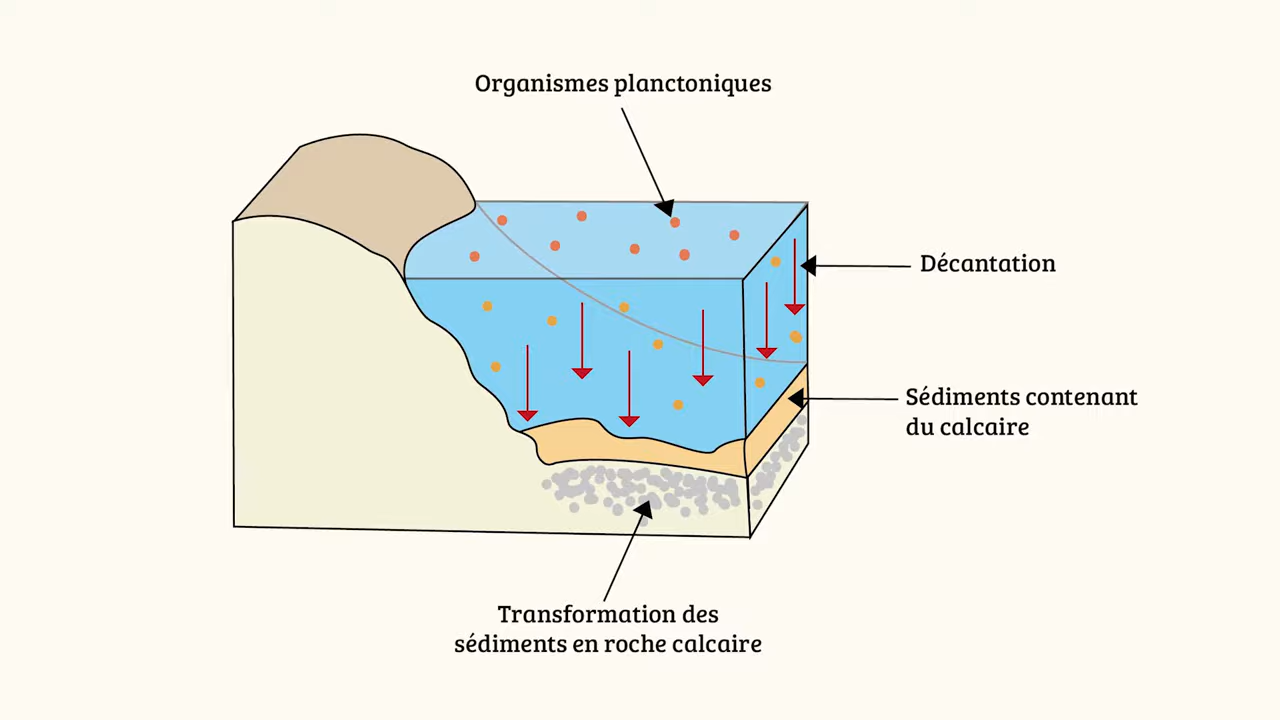 Organismes planctoniques
Décantation
Sédiments contenant
du calcaire
Transformation des
sédiments en roche calcaire